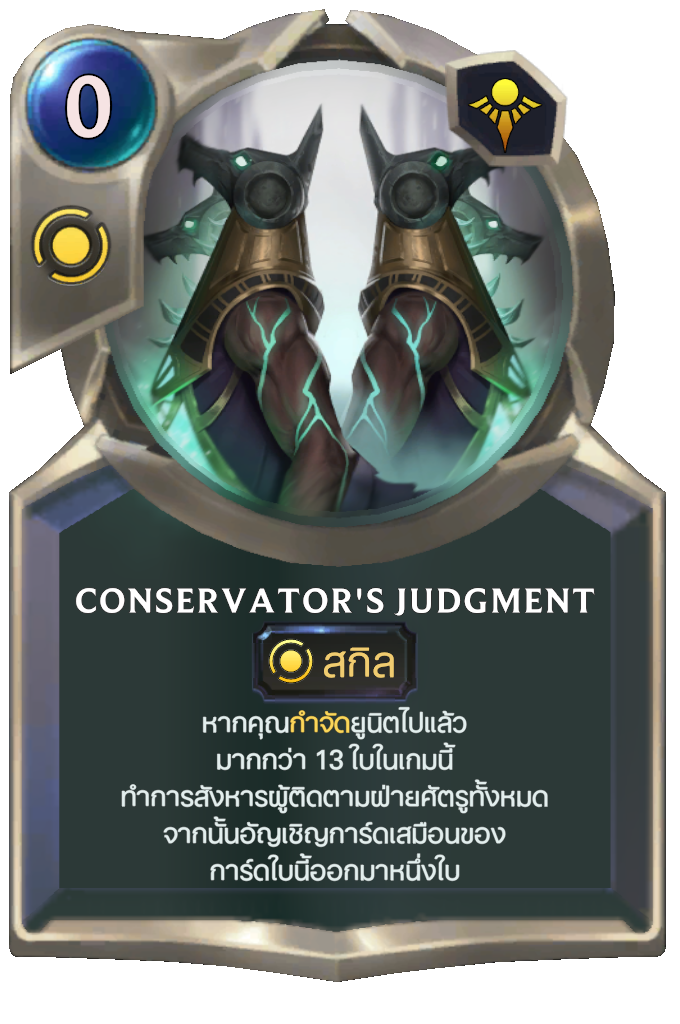 0
CONSERVATOR'S JUDGMENT
สกิล
หากคุณกำจัดยูนิตไปแล้ว
มากกว่า 13 ใบในเกมนี้
ทำการสังหารผู้ติดตามฝ่ายศัตรูทั้งหมด
จากนั้นอัญเชิญการ์ดเสมือนของ
การ์ดใบนี้ออกมาหนึ่งใบ